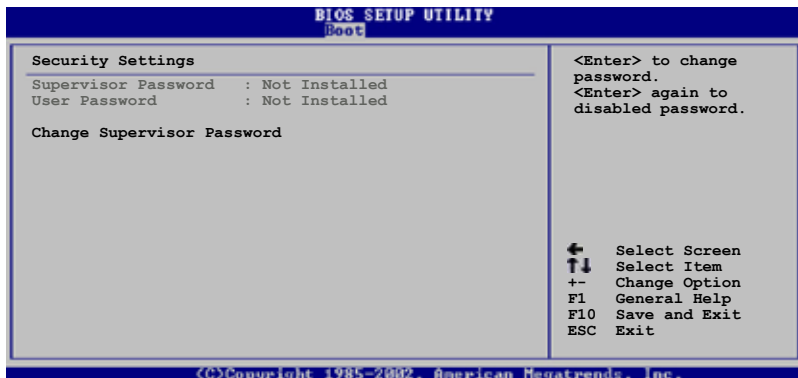 BIOS SETUP UTILITY
Boot
Security Settings
Supervisor Password : Not Installed
User Password : Not Installed
Change Supervisor Password
<Enter> to change
password.
<Enter> again to
disabled password.
← Select Screen
↑↓ Select Item
+- Change Option
F1 General Help
F10 Save and Exit
ESC Exit
(C)Copyright 1985-2002, American Megatrends, Inc.